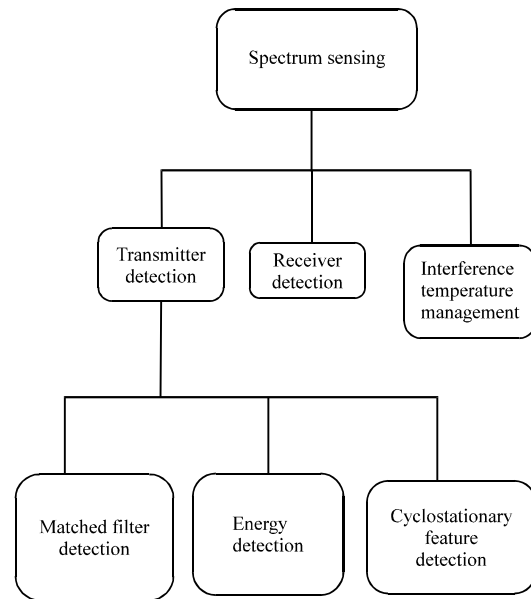 Spectrum sensing
Transmitter
detection
Receiver
detection
Interference
temperature
management
Matched filter
detection
Energy
detection
Cyclostationary
feature
detection